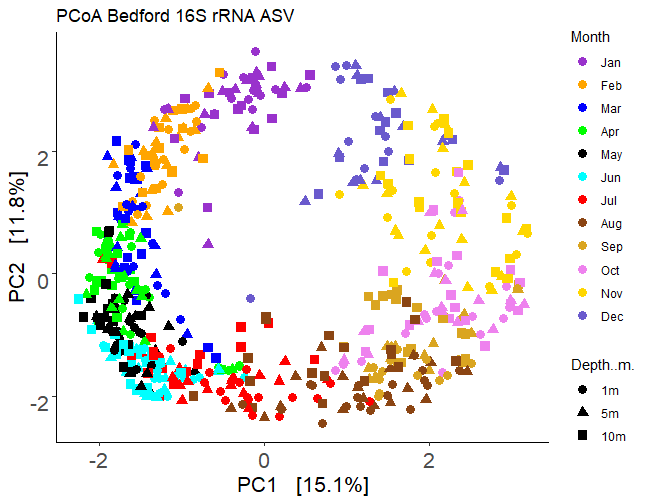 PCoA Bedford 16S rRNA ASV
PC2 [11.8%]
2
0
-2
-2 0 2
PC1 [15.1%]
Month
Jan
Feb
Mar
Apr
May
Jun
Jul
Aug
Sep
Oct
Nov
Dec
Depth..m.
1m
5m
10m